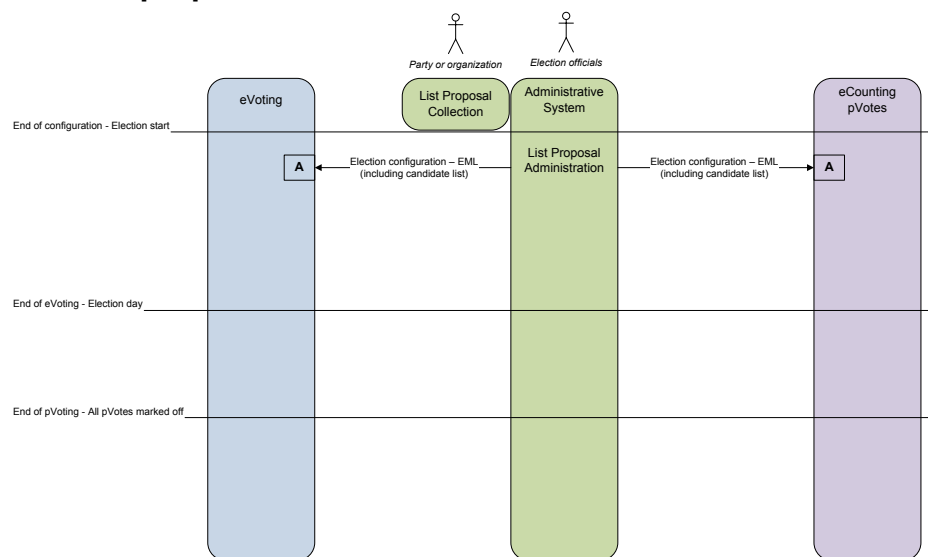 Party or organization
Election officials
eVoting
List Proposal
Collection
Administrative
System
eCounting
pVotes
End of configuration - Election start
List Proposal
Administration
A
Election configuration – EML
(including candidate list)
Election configuration – EML
(including candidate list)
A
End of eVoting - Election day
End of pVoting - All pVotes marked off